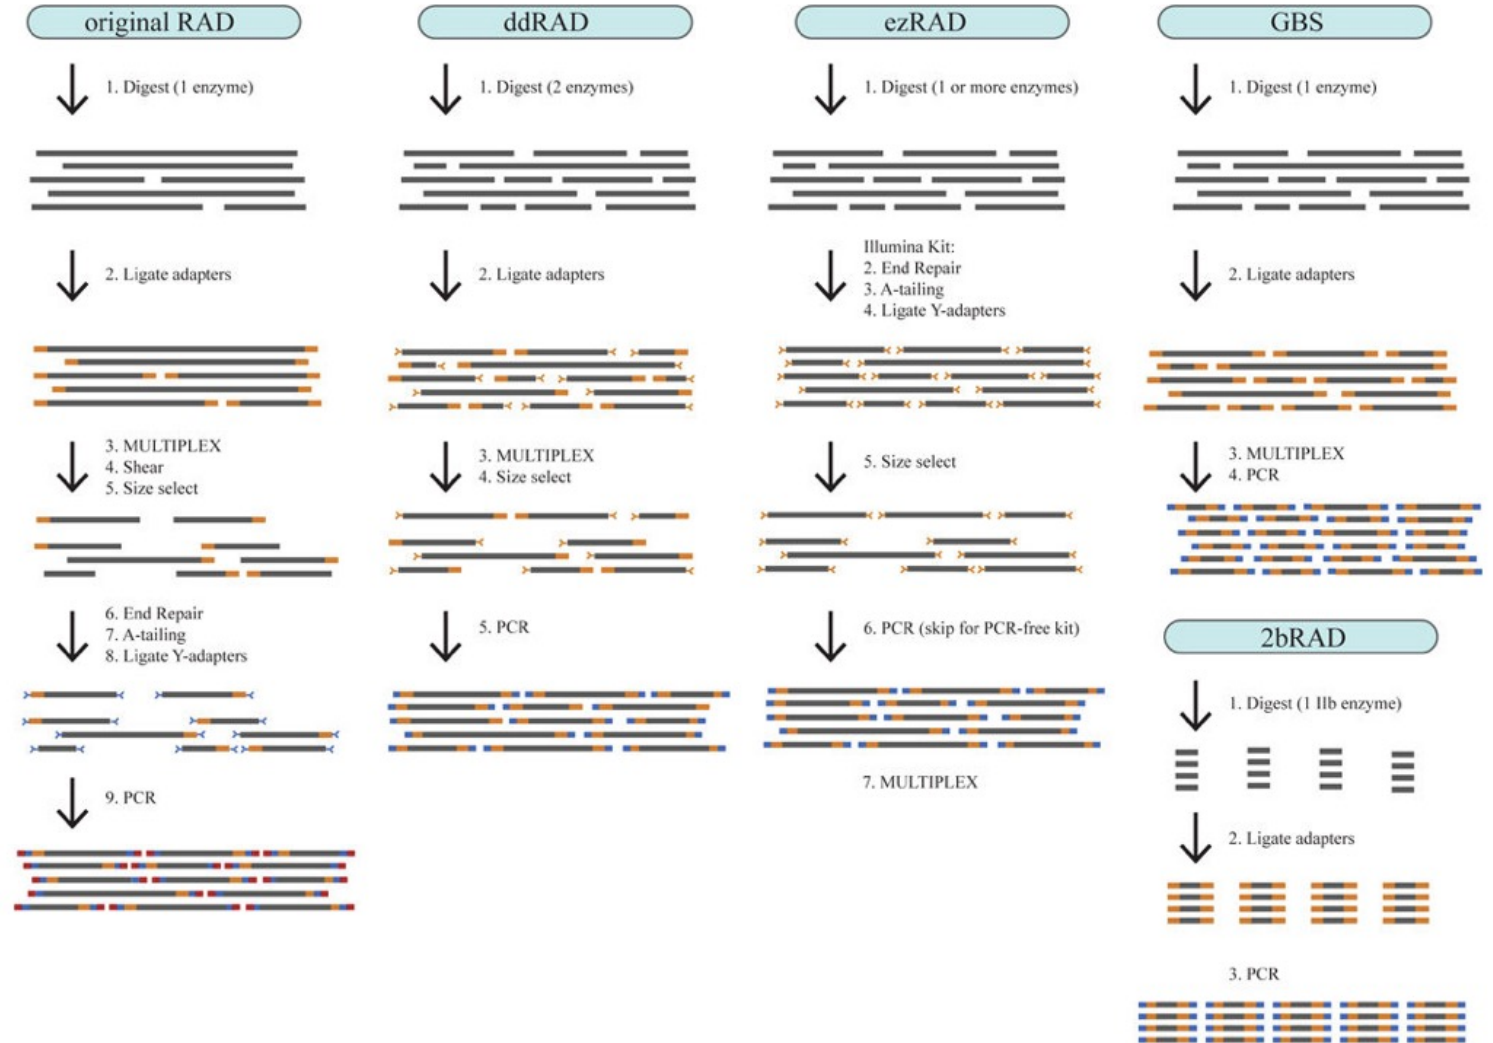 original RAD
1. Digest (1 enzyme)
2. Ligate adapters
3. MULTIPLEX
4. Shear
5. Size select
6. End Repair
7. A-tailing
8. Ligate Y-adapters
9. PCR
ddRAD
1. Digest (2 enzymes)
2. Ligate adapters
3. MULTIPLEX
4. Size select
5. PCR
ezRAD
1. Digest (1 or more enzymes)
Illumina Kit:
2. End Repair
3. A-tailing
4. Ligate Y-adapters
5. Size select
6. PCR (skip for PCR-free kit)
7. MULTIPLEX
GBS
1. Digest (1 enzyme)
2. Ligate adapters
3. MULTIPLEX
4. PCR
2bRAD
1. Digest (1 IIb enzyme)
2. Ligate adapters
3. PCR